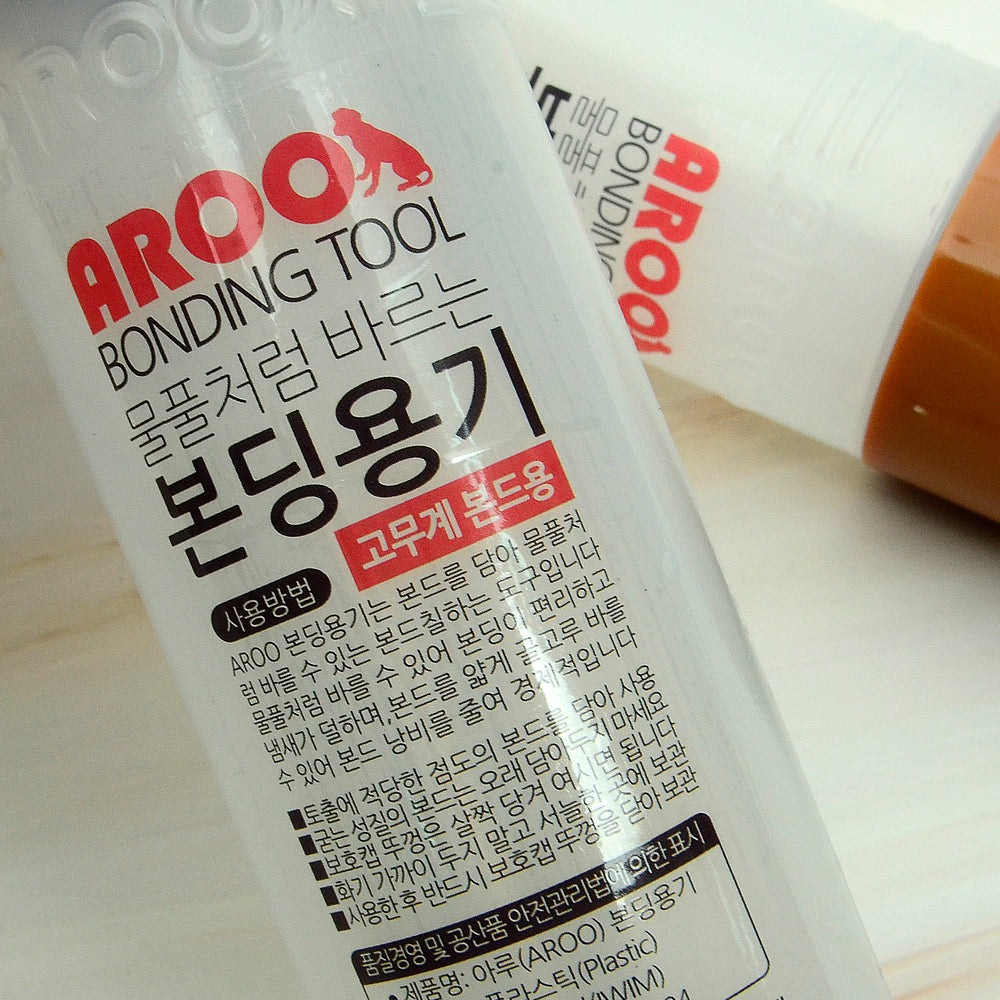 AROO
BONDING TOOL
물풀처럼 바르는
본딩용기
고무계 본드용
사용방법
AROO 본딩용기는 본드를 담아 물풀처
럼 바를 수 있는 본드칠하는 도구입니다
물풀처럼 바를 수 있어 본딩이 편리하고
냄새가 덜하며,본드를 얇게 골고루 바를
수 있어 본드 낭비를 줄여 경제적입니다
■도출에 적당한 점도의 본드를 담아 사용
■굳는 성질의 본드는 오래 담아 두지 마세요
■보호캡 뚜껑은 살짝 당겨 여시면 됩니다
■화기 가까이 두지 말고 서늘한 곳에 보관
■사용한 후 반드시 보호캡 뚜껑을 닫아 보관
품질경영 및 공산품 안전관리법에 의한 표시
● 제품명: 아루(AROO) 본딩용기
플라스틱(Plastic)
AROO
BONDING
물풀